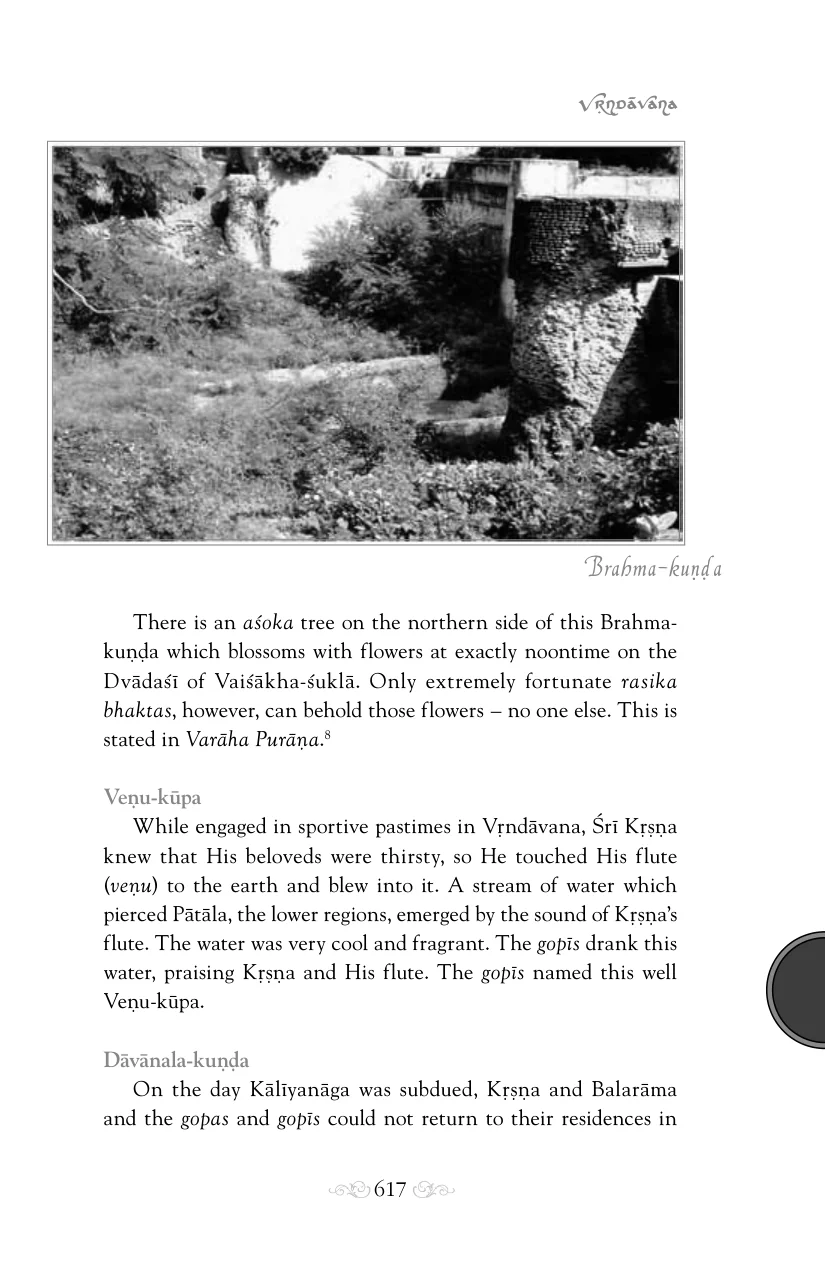 Vṛndāvana
Brahma-kuṇḍa
There is an aśoka tree on the northern side of this Brahma-
kuṇḍa which blossoms with flowers at exactly noontime on the
Dvādaśī of Vaiśākha-śuklā. Only extremely fortunate rasika
bhaktas, however, can behold those flowers – no one else. This is
stated in Varāha Purāṇa.⁸
Veṇu-kūpa
While engaged in sportive pastimes in Vṛndāvana, Śrī Kṛṣṇa
knew that His beloveds were thirsty, so He touched His flute
(veṇu) to the earth and blew into it. A stream of water which
pierced Pātāla, the lower regions, emerged by the sound of Kṛṣṇa’s
flute. The water was very cool and fragrant. The gopīs drank this
water, praising Kṛṣṇa and His flute. The gopīs named this well
Veṇu-kūpa.
Dāvānala-kuṇḍa
On the day Kālīyanāga was subdued, Kṛṣṇa and Balarāma
and the gopas and gopīs could not return to their residences in
617